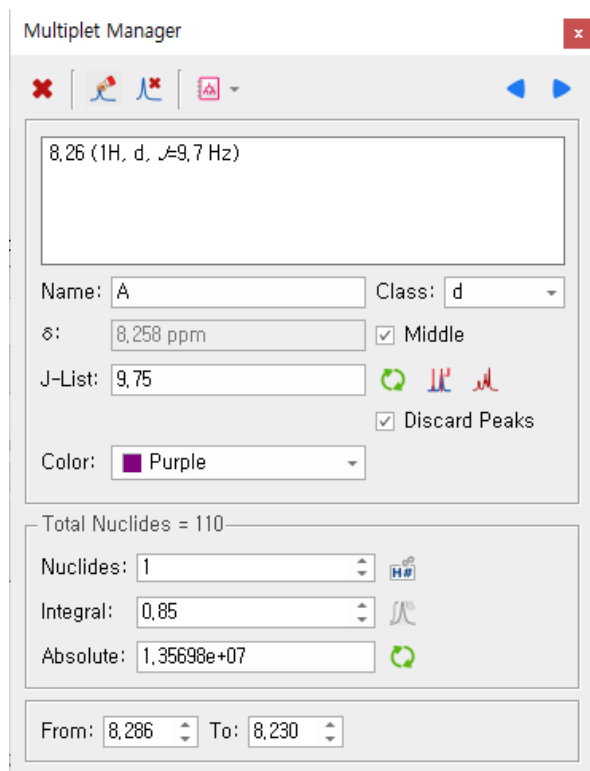 Multiplet Manager
x
8,26 (1H, d, J=9,7 Hz)
Name: A Class: d
δ: 8,258 ppm Middle
J-List: 9,75
Discard Peaks
Color: Purple
Total Nuclides = 110
Nuclides: 1 H#
Integral: 0,85
Absolute: 1,35698e+07
From: 8,286 To: 8,230